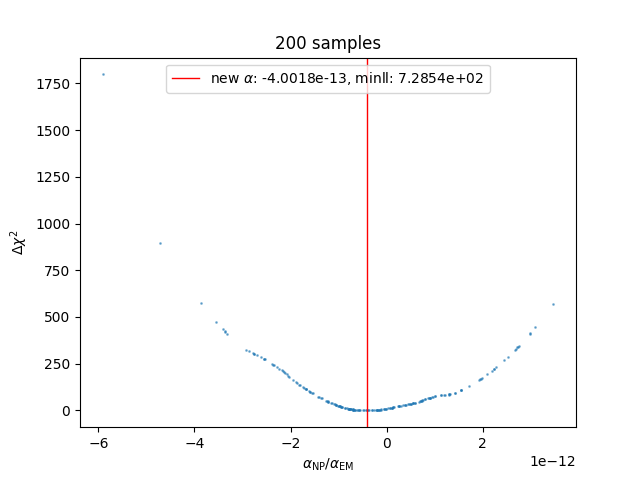 200 samples
new α: -4.0018e-13, minll: 7.2854e+02
Δχ²
1750
1500
1250
1000
750
500
250
0
−6 −4 −2 0 2
1e−12
α_NP/α_EM